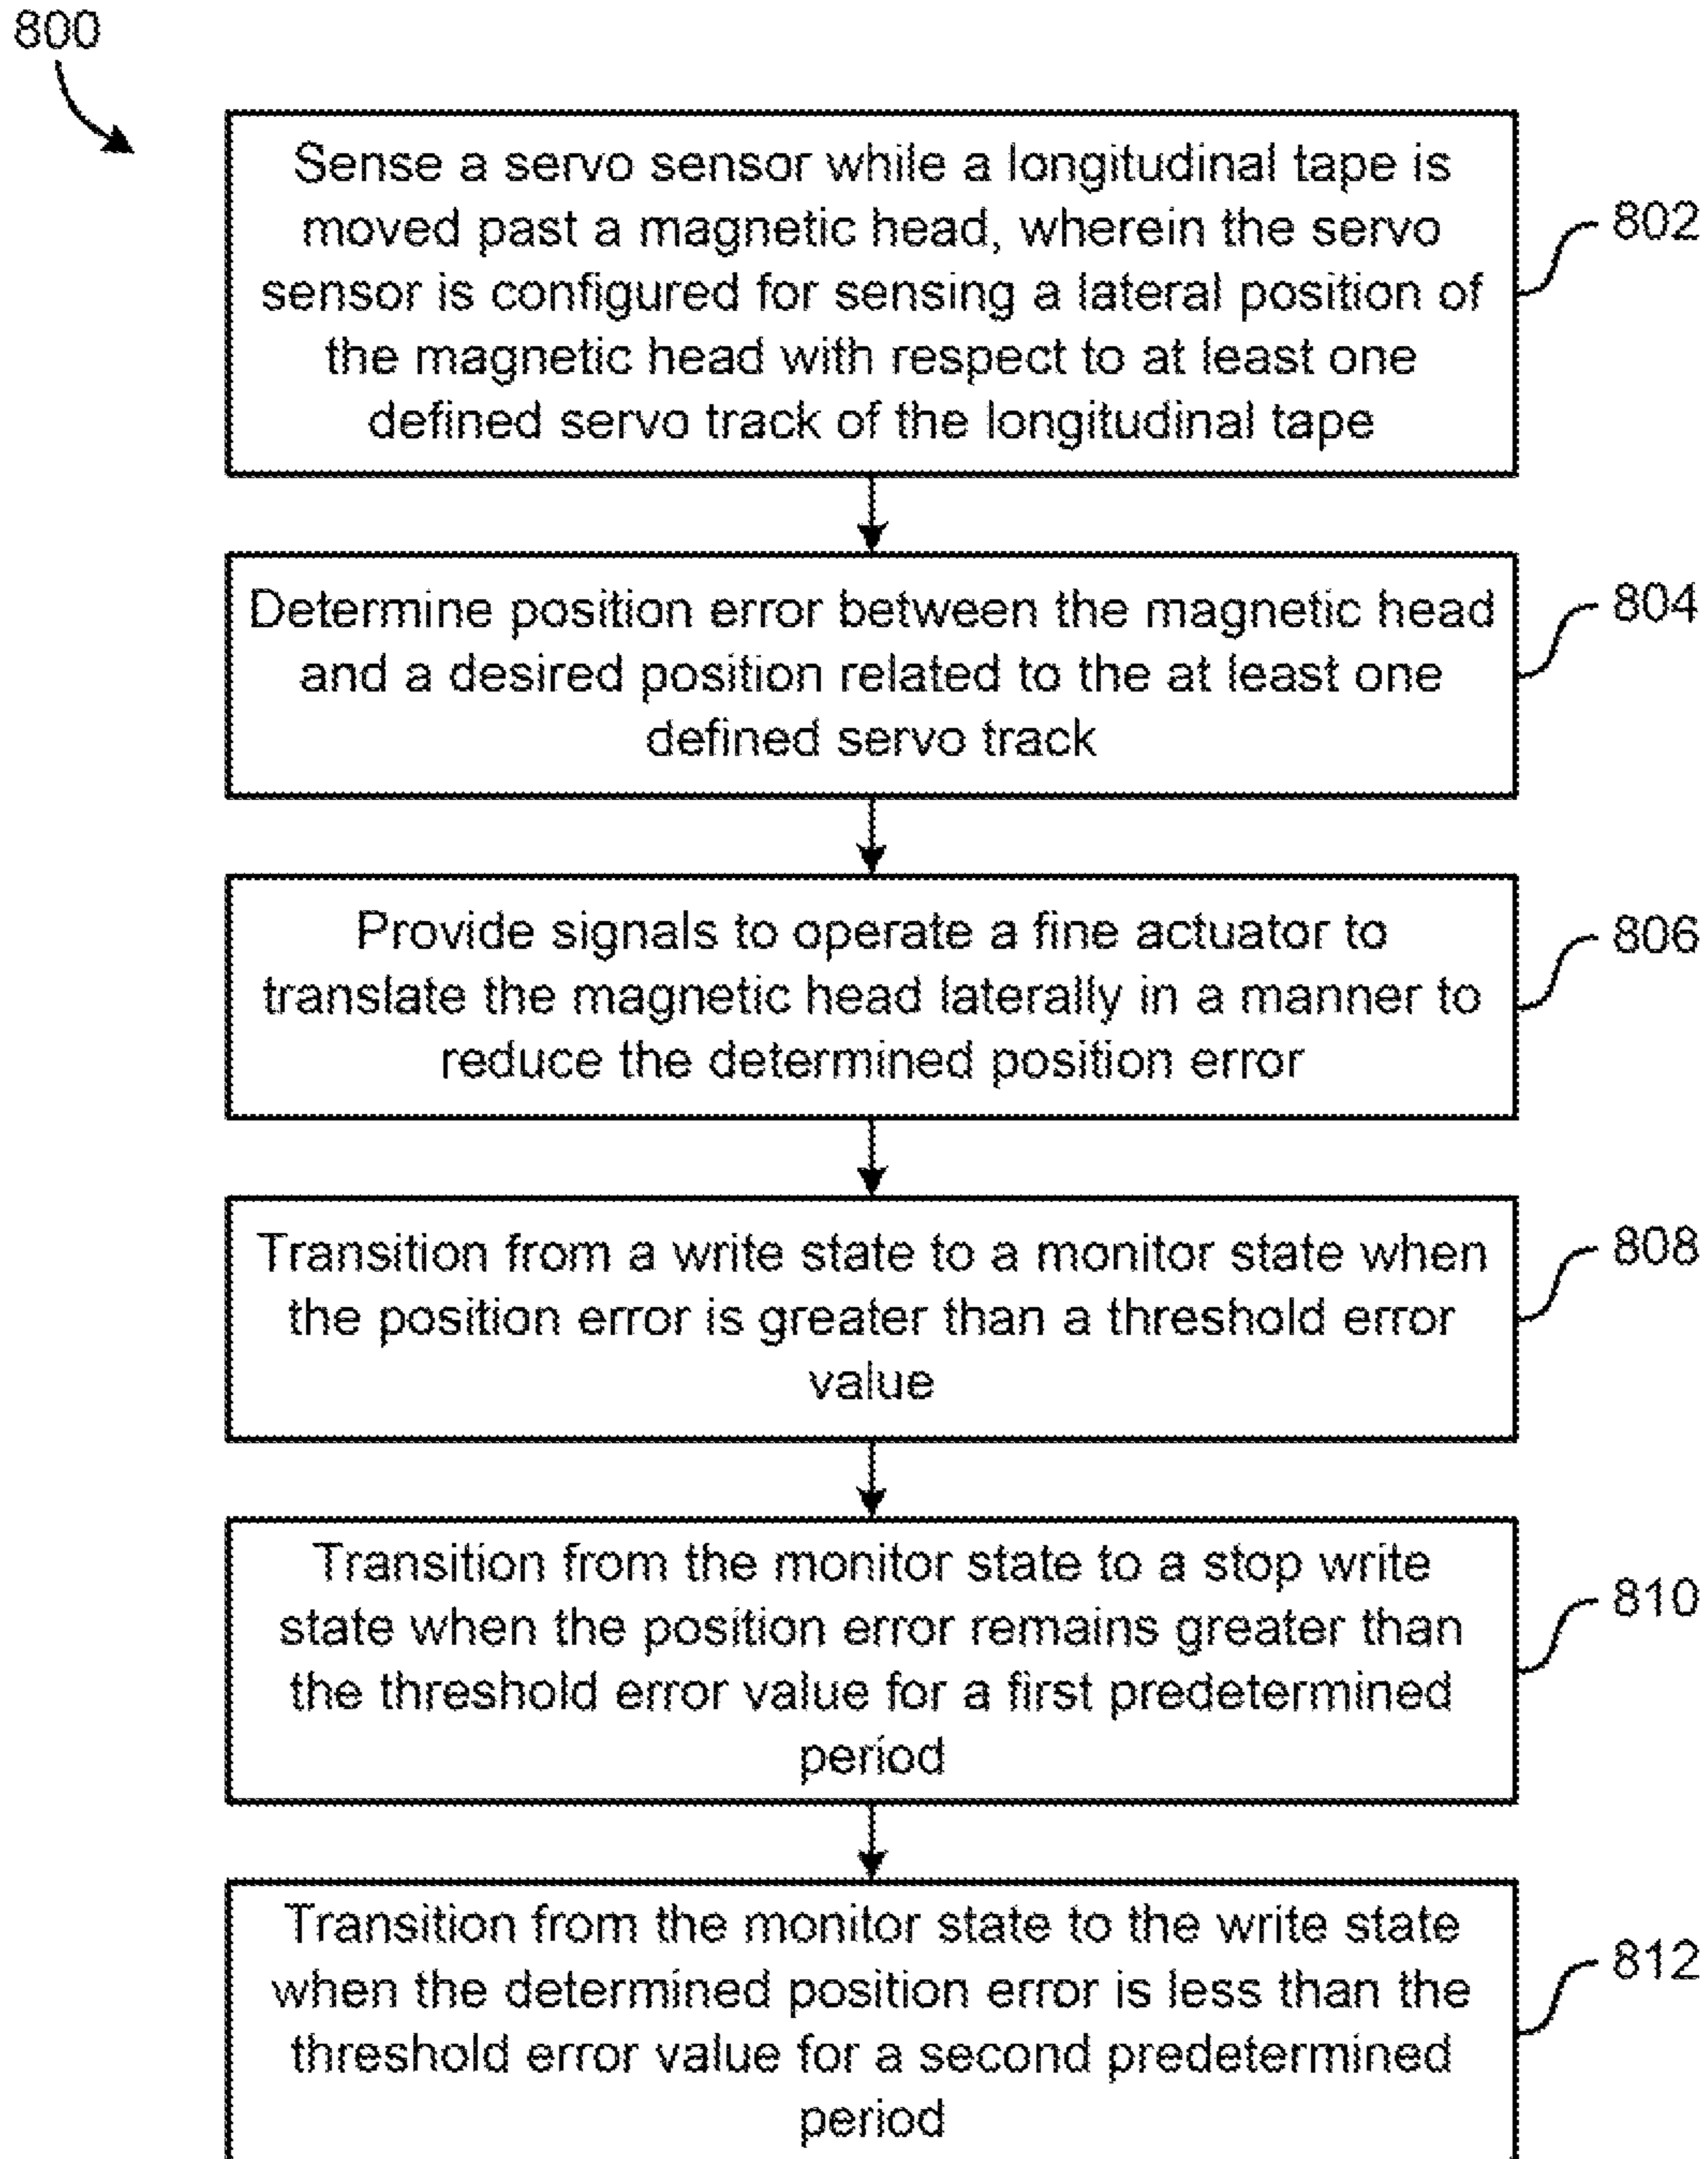 800
Sense a servo sensor while a longitudinal tape is
moved past a magnetic head, wherein the servo
sensor is configured for sensing a lateral position of
the magnetic head with respect to at least one
defined servo track of the longitudinal tape
802
Determine position error between the magnetic head
and a desired position related to the at least one
defined servo track
804
Provide signals to operate a fine actuator to
translate the magnetic head laterally in a manner to
reduce the determined position error
806
Transition from a write state to a monitor state when
the position error is greater than a threshold error
value
808
Transition from the monitor state to a stop write
state when the position error remains greater than
the threshold error value for a first predetermined
period
810
Transition from the monitor state to the write state
when the determined position error is less than the
threshold error value for a second predetermined
period
812